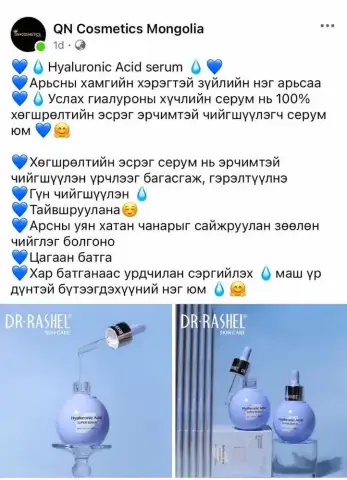 QN Cosmetics Mongolia
1d ·
💙💧Hyaluronic Acid serum 💧💙
💙Арьсны хамгийн хэрэгтэй зүйлийн нэг арьсаа
💙💧Услах гиалуроны хүчлийн серум нь 100%
хөгшрөлтийн эсрэг эрчимтэй чийгшүүлэгч серум
юм 💙🤗
💙Хөгшрөлтийн эсрэг серум нь эрчимтэй
чийгшүүлэн үрчлээг багасгаж, гэрэлтүүлнэ
💙Гүн чийгшүүлэн 💧
💙Тайвшруулана☺️
💙Арсны уян хатан чанарыг сайжруулан зөөлөн
чийглэг болгоно
💙Цагаан батга
💙Хар батганаас урдчилан сэргийлэх 💧маш үр
дүнтэй бүтээгдэхүүний нэг юм 💧🤗
DR·RASHEL
SKIN CARE
Hyaluronic Acid
SUPER SERUM
DR·RASHEL
SKIN CARE